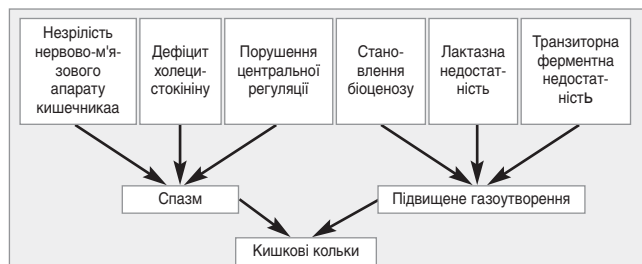 Незрілість
нервово-м'я-
зового
апарату
кишечникаа
Дефіцит
холеци-
стокініну
Порушення
центральної
регуляції
Стано-
влення
біоценозу
Лактазна
недостат-
ність
Транзиторна
ферментна
недостат-
ність
Спазм
Підвищене газоутворення
Кишкові кольки